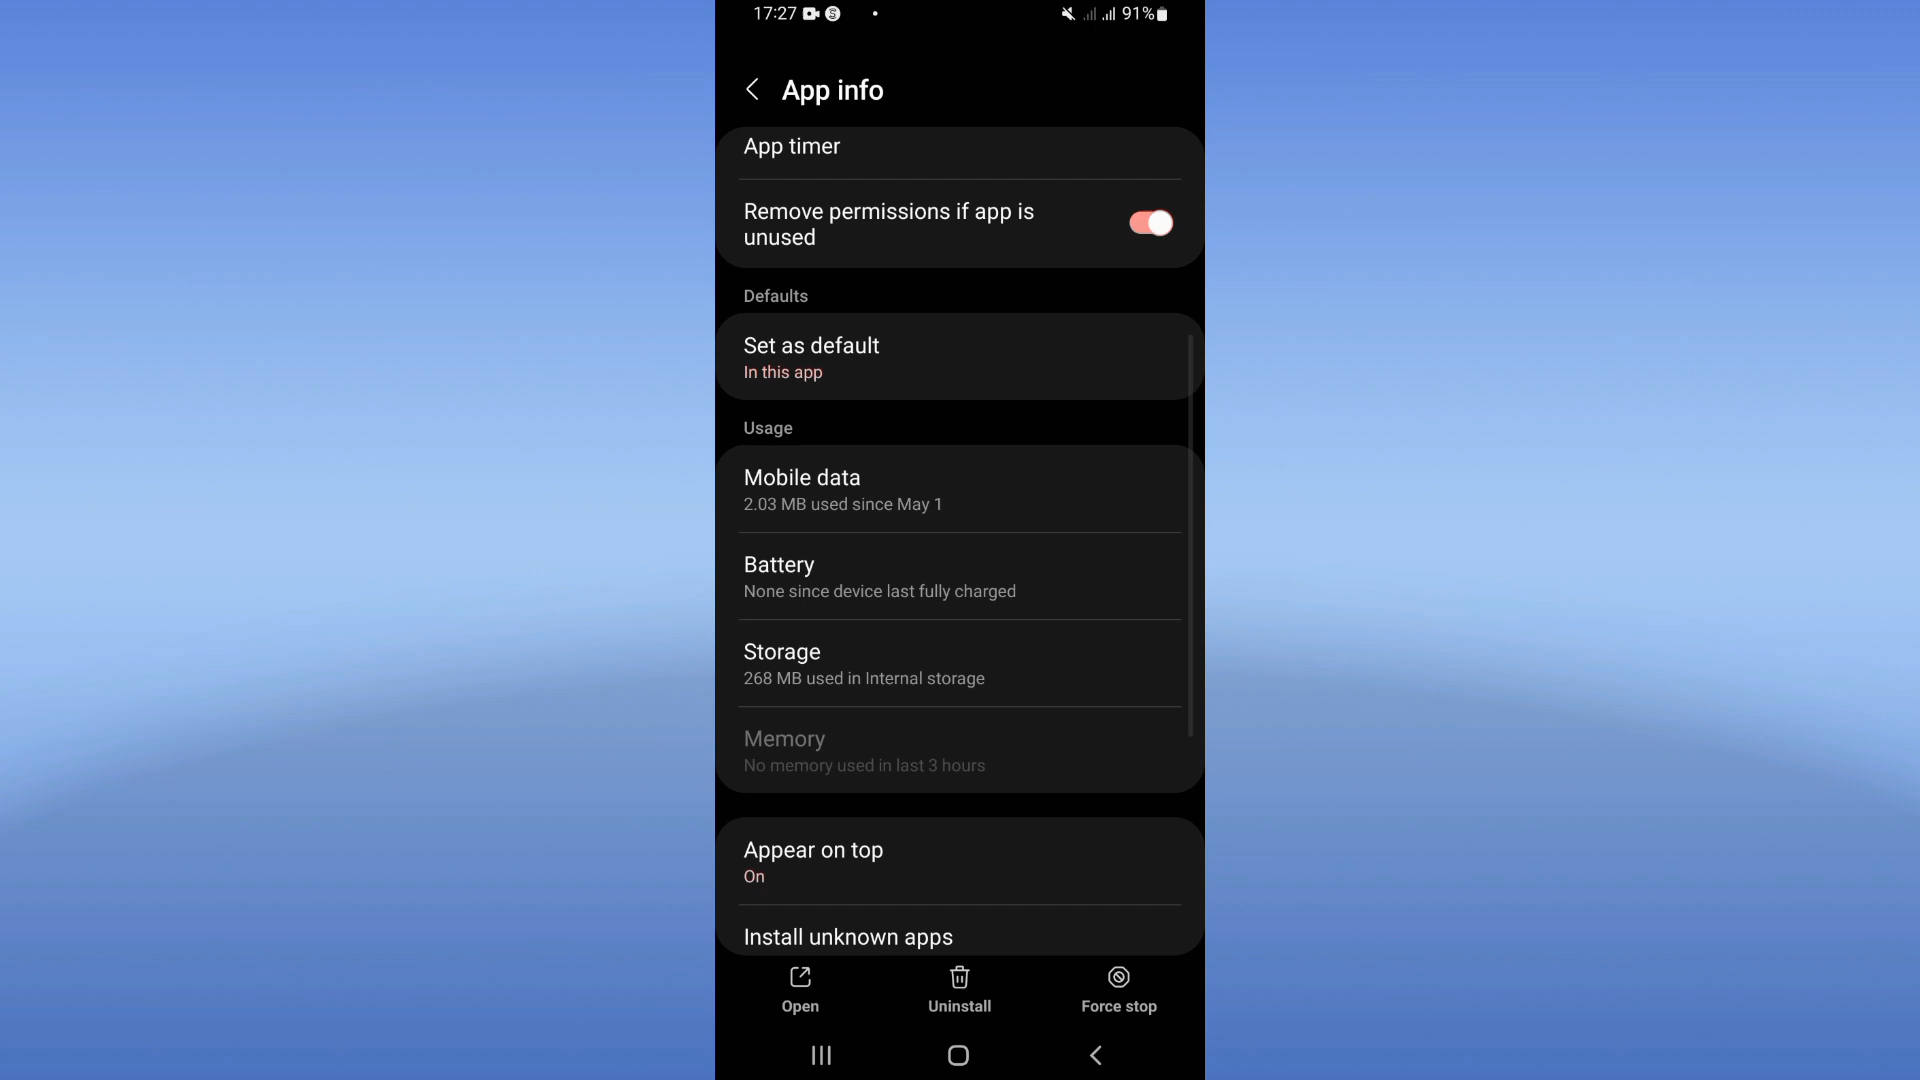 17:27 91%
App info
App timer
Remove permissions if app is
unused
Defaults
Set as default
In this app
Usage
Mobile data
2.03 MB used since May 1
Battery
None since device last fully charged
Storage
268 MB used in Internal storage
Memory
No memory used in last 3 hours
Appear on top
On
Install unknown apps
Open Uninstall Force stop